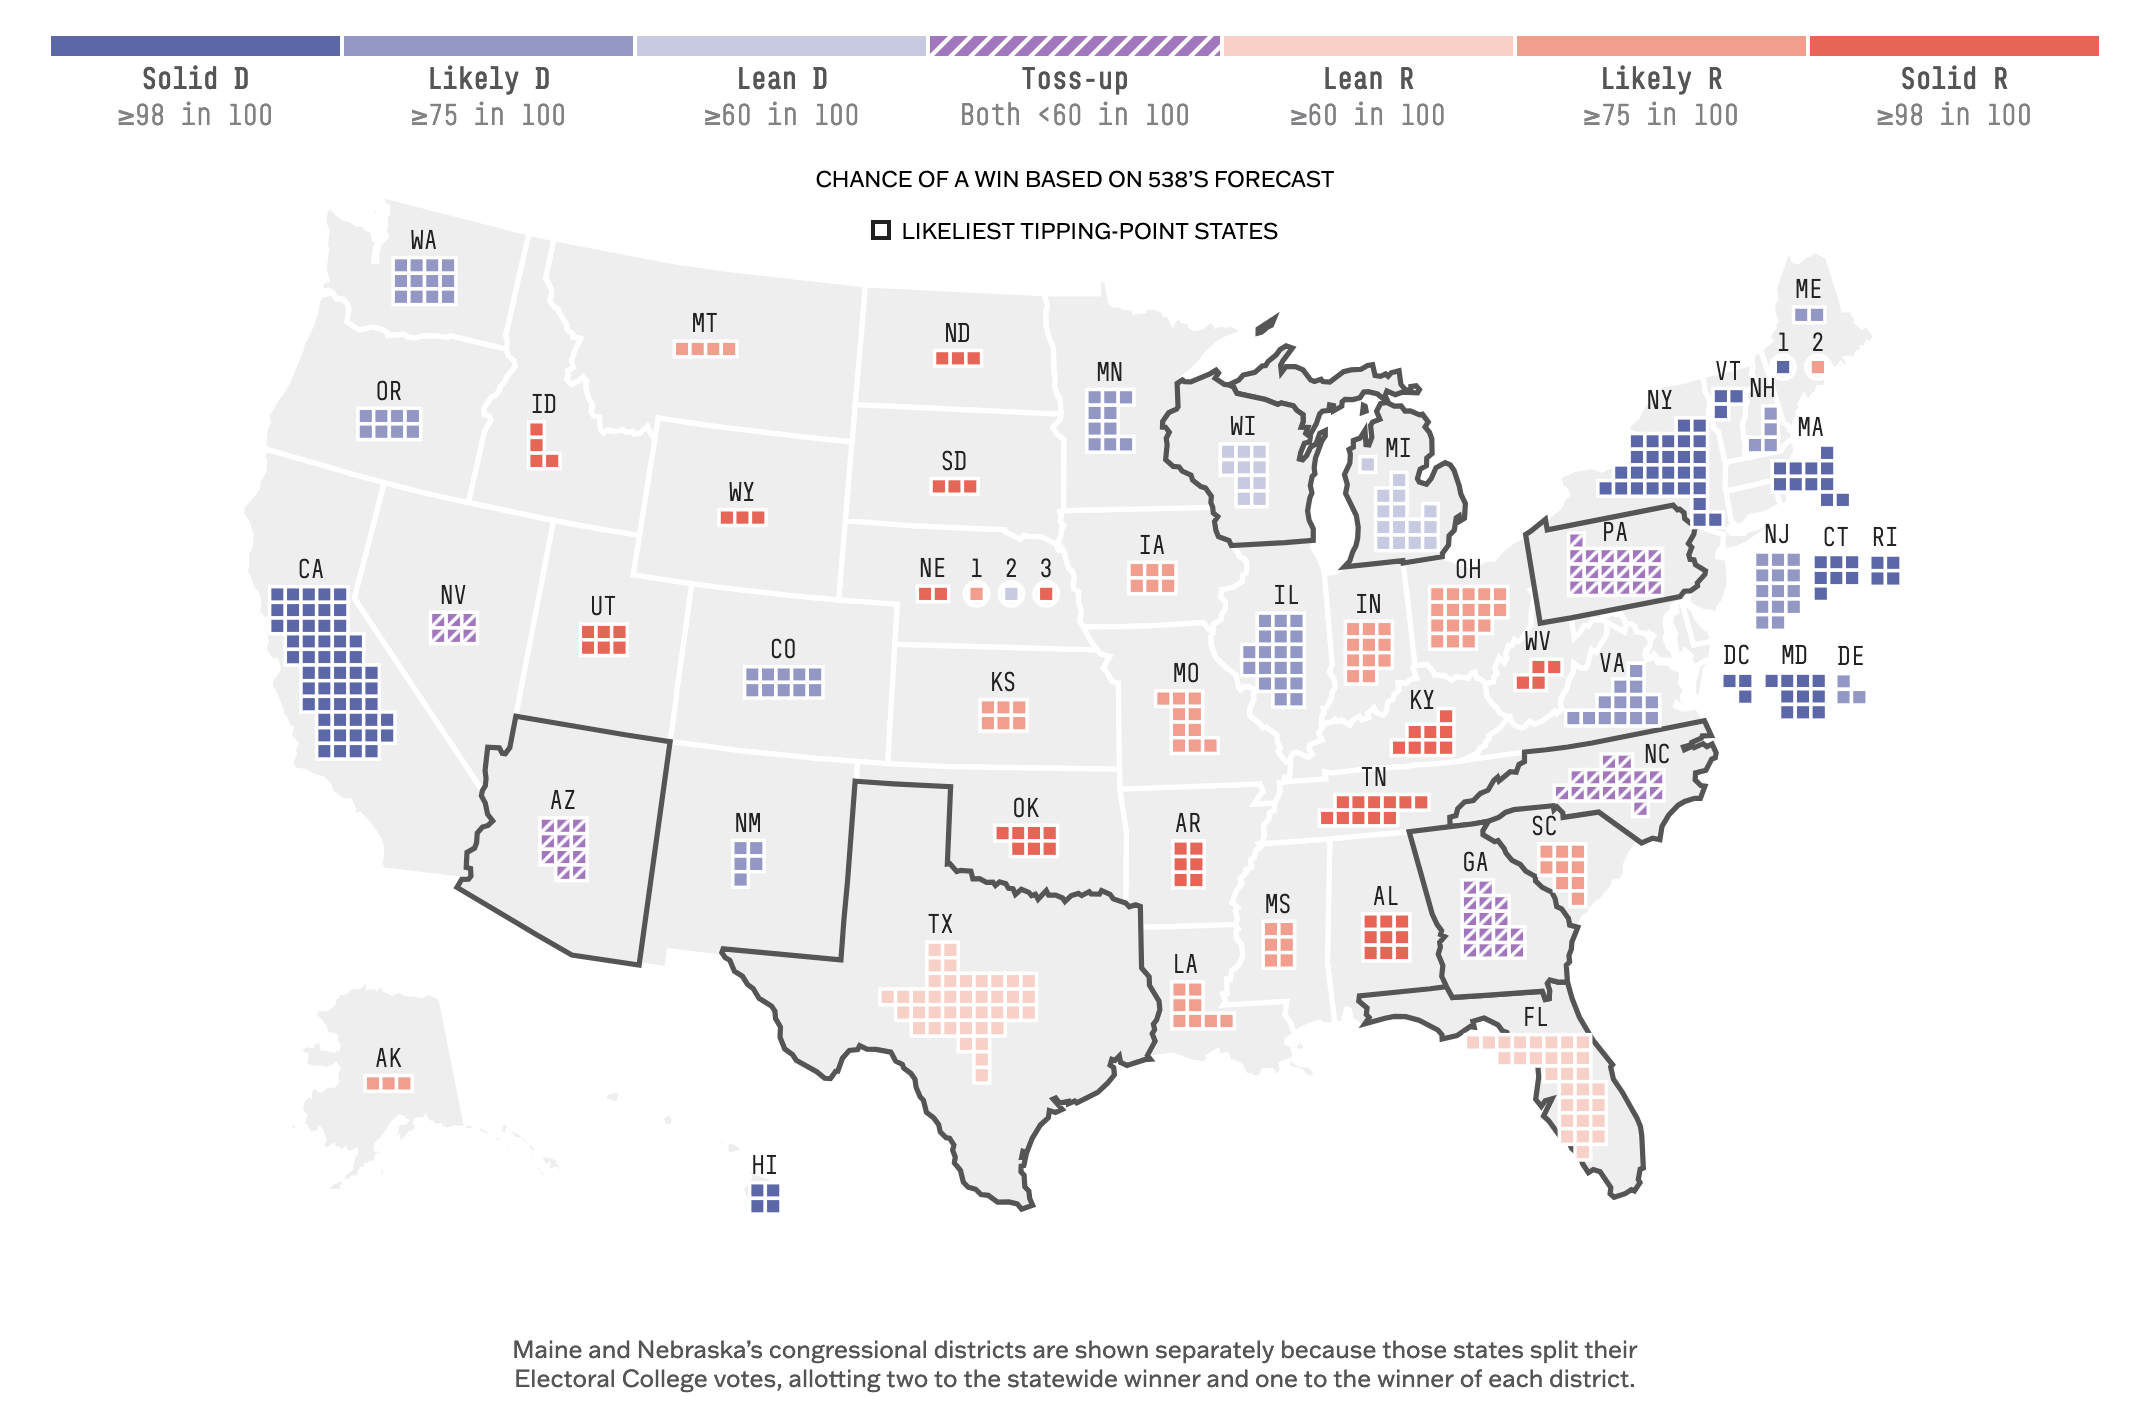 Solid D
≥98 in 100
Likely D
≥75 in 100
Lean D
≥60 in 100
Toss-up
Both <60 in 100
Lean R
≥60 in 100
Likely R
≥75 in 100
Solid R
≥98 in 100
CHANCE OF A WIN BASED ON 538'S FORECAST
LIKELIEST TIPPING-POINT STATES
WA
ME
MT
ND
1 2
MN
VT
NH
OR
ID
NY
WI
MA
MI
SD
WY
PA
NJ
CT
RI
IA
CA
NE 1 2 3
OH
NV
UT
IL
IN
WV
CO
VA
DC
MD
DE
KS
MO
KY
NC
TN
AZ
OK
NM
AR
SC
GA
AL
MS
TX
LA
FL
AK
HI
Maine and Nebraska’s congressional districts are shown separately because those states split their
Electoral College votes, allotting two to the statewide winner and one to the winner of each district.